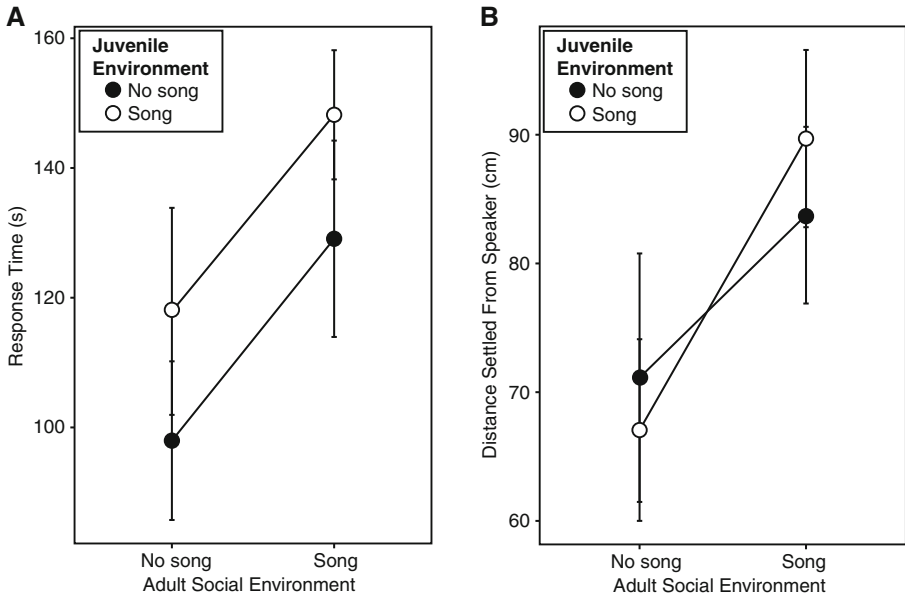 A
Juvenile
Environment
No song
Song
160
140
120
100
Response Time (s)
No song
Song
Adult Social Environment
B
Juvenile
Environment
No song
Song
90
80
70
60
Distance Settled From Speaker (cm)
No song
Song
Adult Social Environment